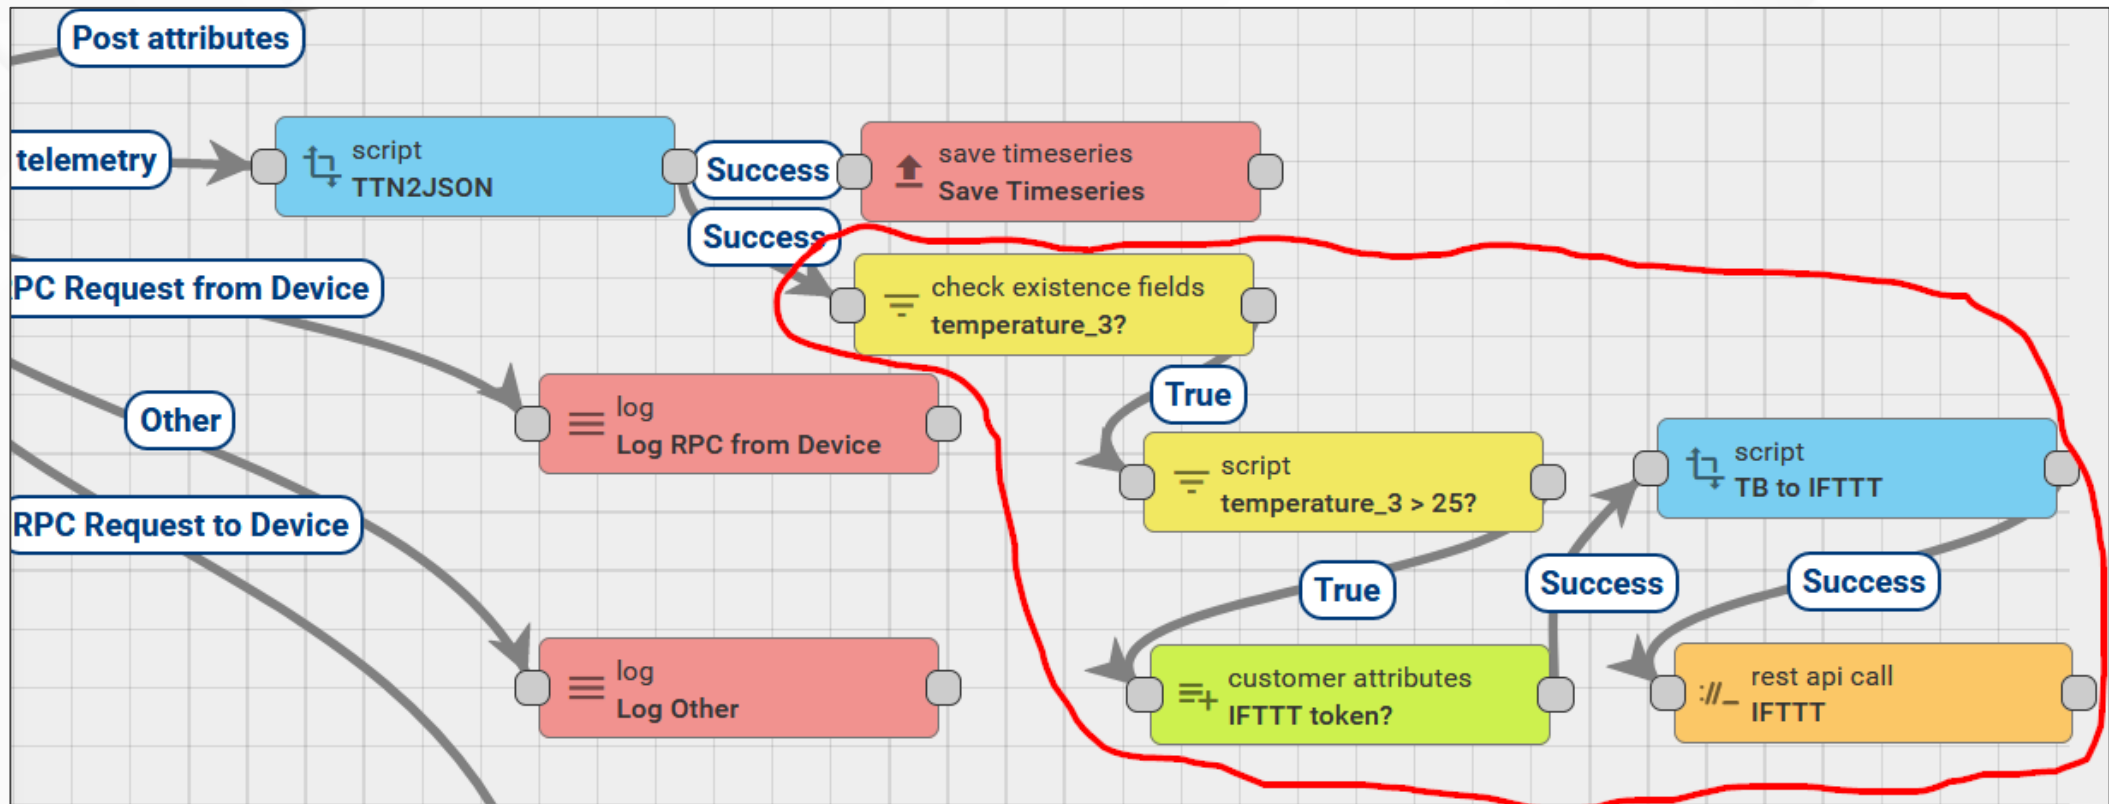 Post attributes
telemetry
script
TTN2JSON
Success
save timeseries
Save Timeseries
Success
check existence fields
temperature_3?
RPC Request from Device
True
log
Log RPC from Device
Other
script
temperature_3 > 25?
script
TB to IFTTT
RPC Request to Device
True
Success
Success
log
Log Other
customer attributes
IFTTT token?
rest api call
IFTTT